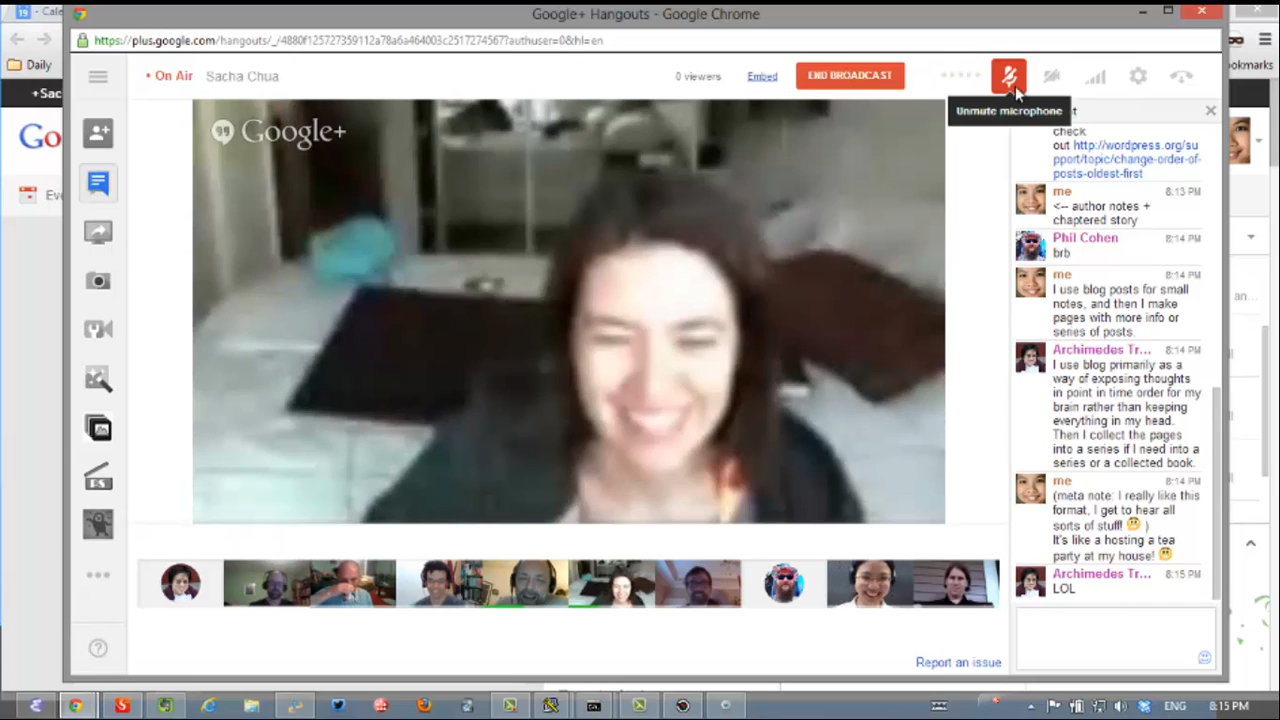 Google+ Hangouts - Google Chrome
https://plus.google.com/hangouts/_/4880f125727359112a78a6a464003c2517274567?authuser=0&hl=en
Daily
+Sac
Go
• On Air Sacha Chua
0 viewers Embed END BROADCAST
Unmute microphone
Google+
check
out http://wordpress.org/su
pport/topic/change-order-of-
posts-oldest-first
me 8:13 PM
<-- author notes +
chaptered story
Phil Cohen 8:14 PM
brb
me 8:14 PM
I use blog posts for small
notes, and then I make
pages with more info or
series of posts.
Archimedes Tr... 8:14 PM
I use blog primarily as a
way of exposing thoughts
in point in time order for my
brain rather than keeping
everything in my head.
Then I collect the pages
into a series if I need into a
series or a collected book.
me 8:14 PM
(meta note: I really like this
format, I get to hear all
sorts of stuff! )
It's like a hosting a tea
party at my house!
Archimedes Tr... 8:15 PM
LOL
Report an issue
ENG 8:15 PM